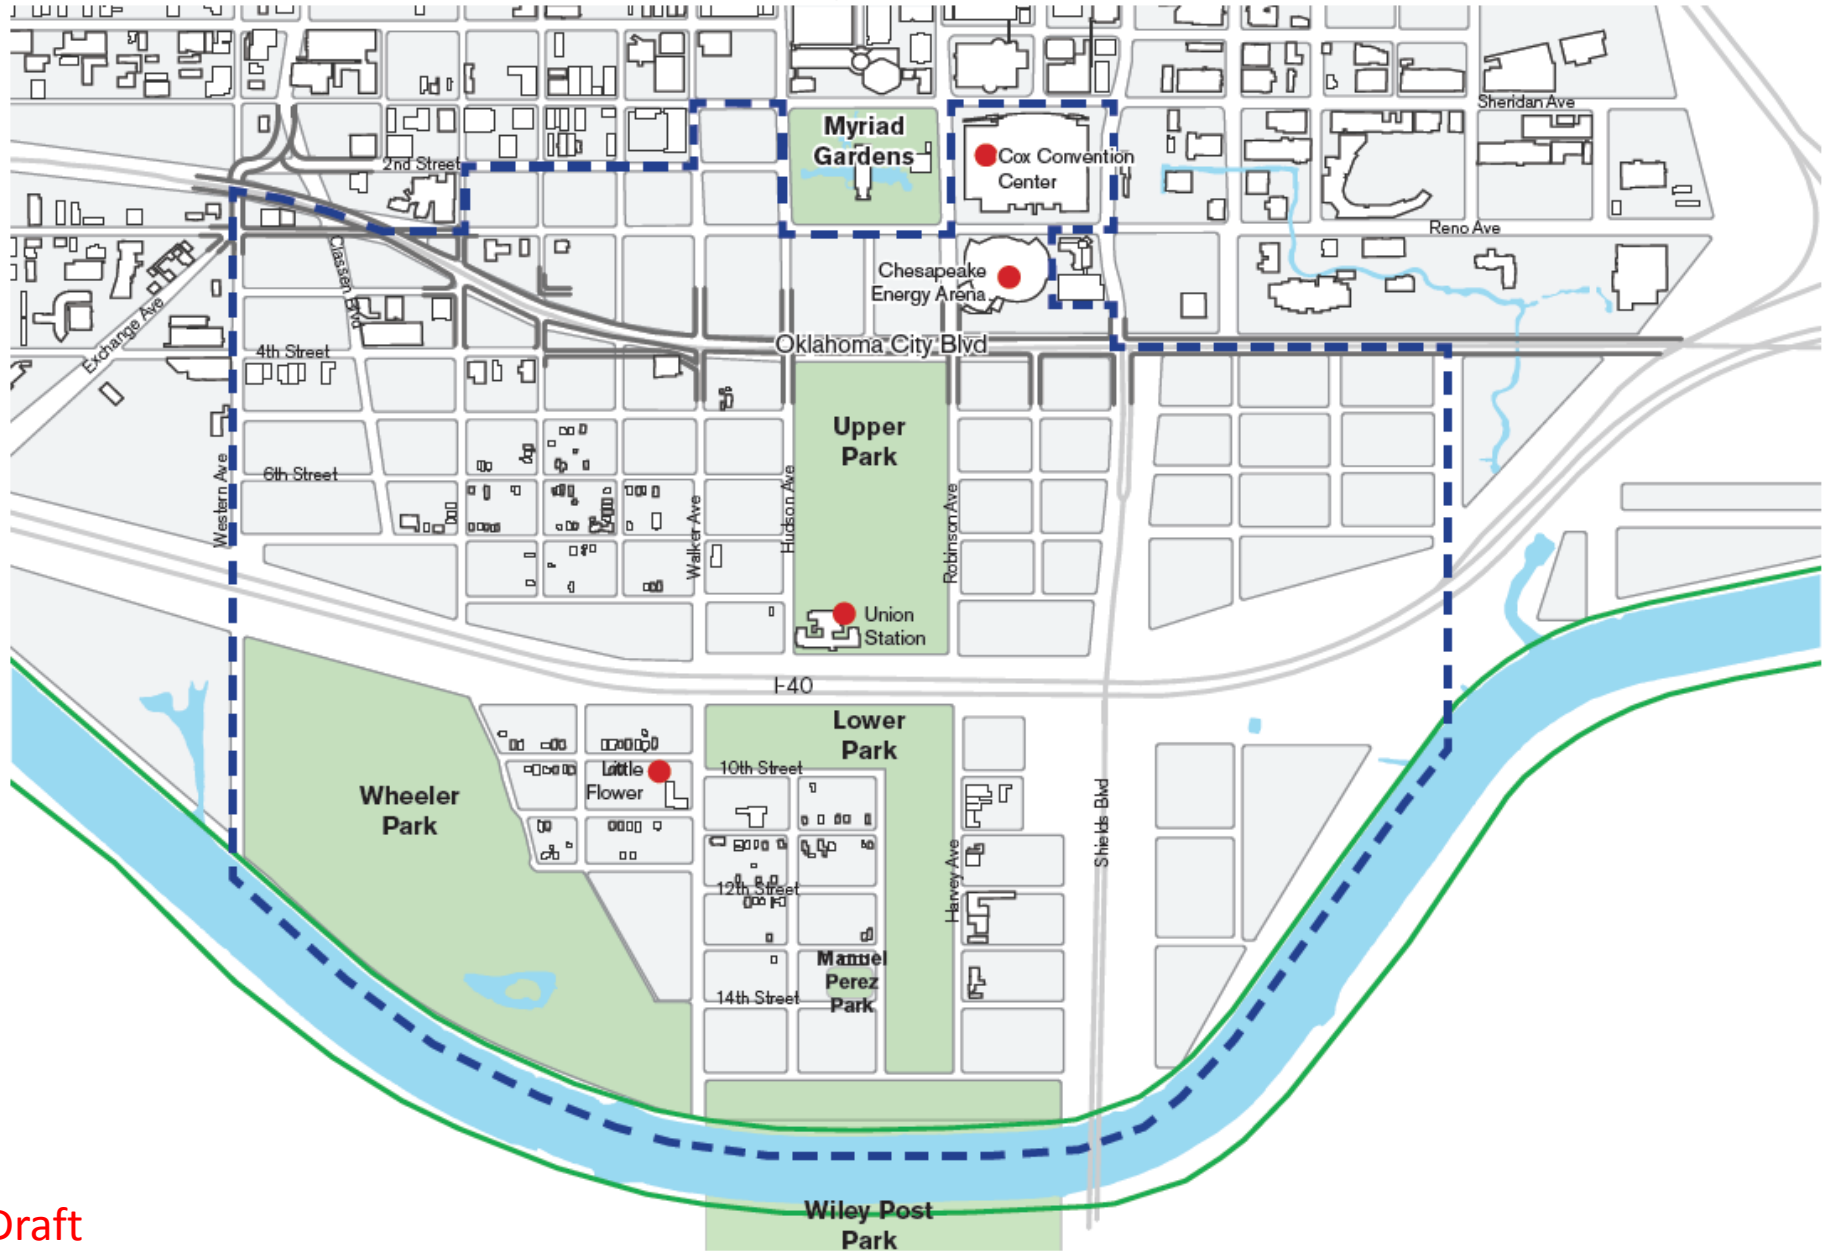 Sheridan Ave
Myriad
Gardens
Cox Convention
Center
2nd Street
Reno Ave
Classen Blvd
Chesapeake
Energy Arena
Exchange Ave
Oklahoma City Blvd
4th Street
Upper
Park
6th Street
Western Ave
Walker Ave
Hudson Ave
Robinson Ave
Union
Station
I-40
Lower
Park
10th Street
Little
Flower
Wheeler
Park
Shields Blvd
Harvey Ave
12th Street
Manuel
Perez
Park
14th Street
Wiley Post
Park
Draft